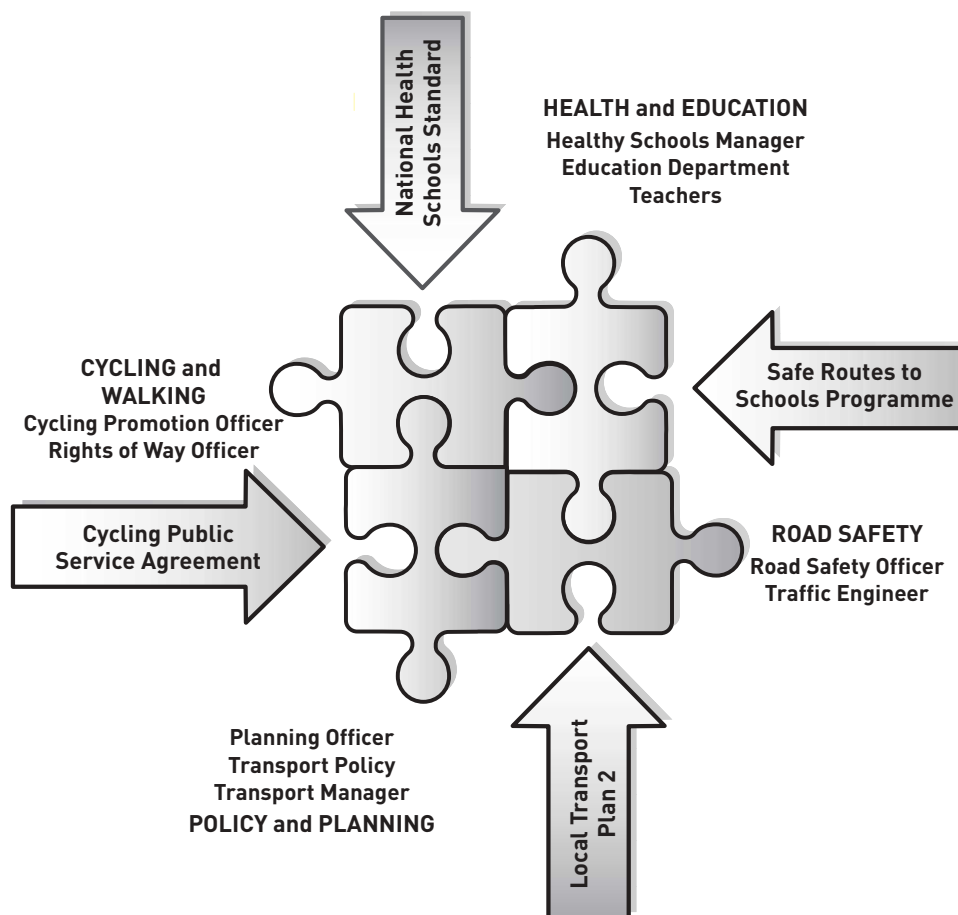 National Health
Schools Standard
HEALTH and EDUCATION
Healthy Schools Manager
Education Department
Teachers
CYCLING and
WALKING
Cycling Promotion Officer
Rights of Way Officer
Safe Routes to
Schools Programme
Cycling Public
Service Agreement
ROAD SAFETY
Road Safety Officer
Traffic Engineer
Planning Officer
Transport Policy
Transport Manager
POLICY and PLANNING
Local Transport
Plan 2